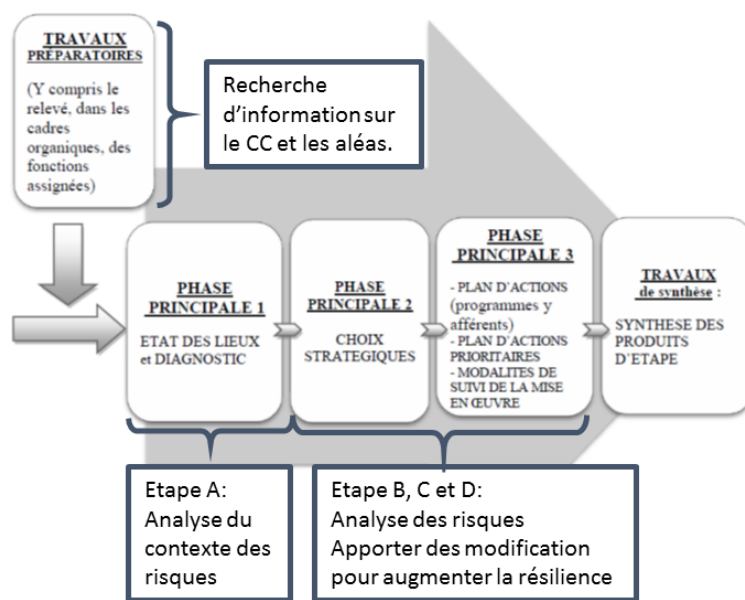 TRAVAUX
PRÉPARATOIRES
(Y compris le
relevé, dans les
cadres
organiques, des
fonctions
assignées)
Recherche
d'information sur
le CC et les aléas.
PHASE
PRINCIPALE 1
ETAT DES LIEUX
et DIAGNOSTIC
PHASE
PRINCIPALE 2
CHOIX
STRATEGIQUES
PHASE
PRINCIPALE 3
- PLAN D'ACTIONS
(programmes y
afférents)
- PLAN D'ACTIONS
PRIORITAIRES
- MODALITES DE
SUIVI DE LA MISE
EN ŒUVRE
TRAVAUX
de synthèse :
SYNTHESE DES
PRODUITS
D'ETAPE
Etape A:
Analyse du
contexte des
risques
Etape B, C et D:
Analyse des risques
Apporter des modification
pour augmenter la résilience